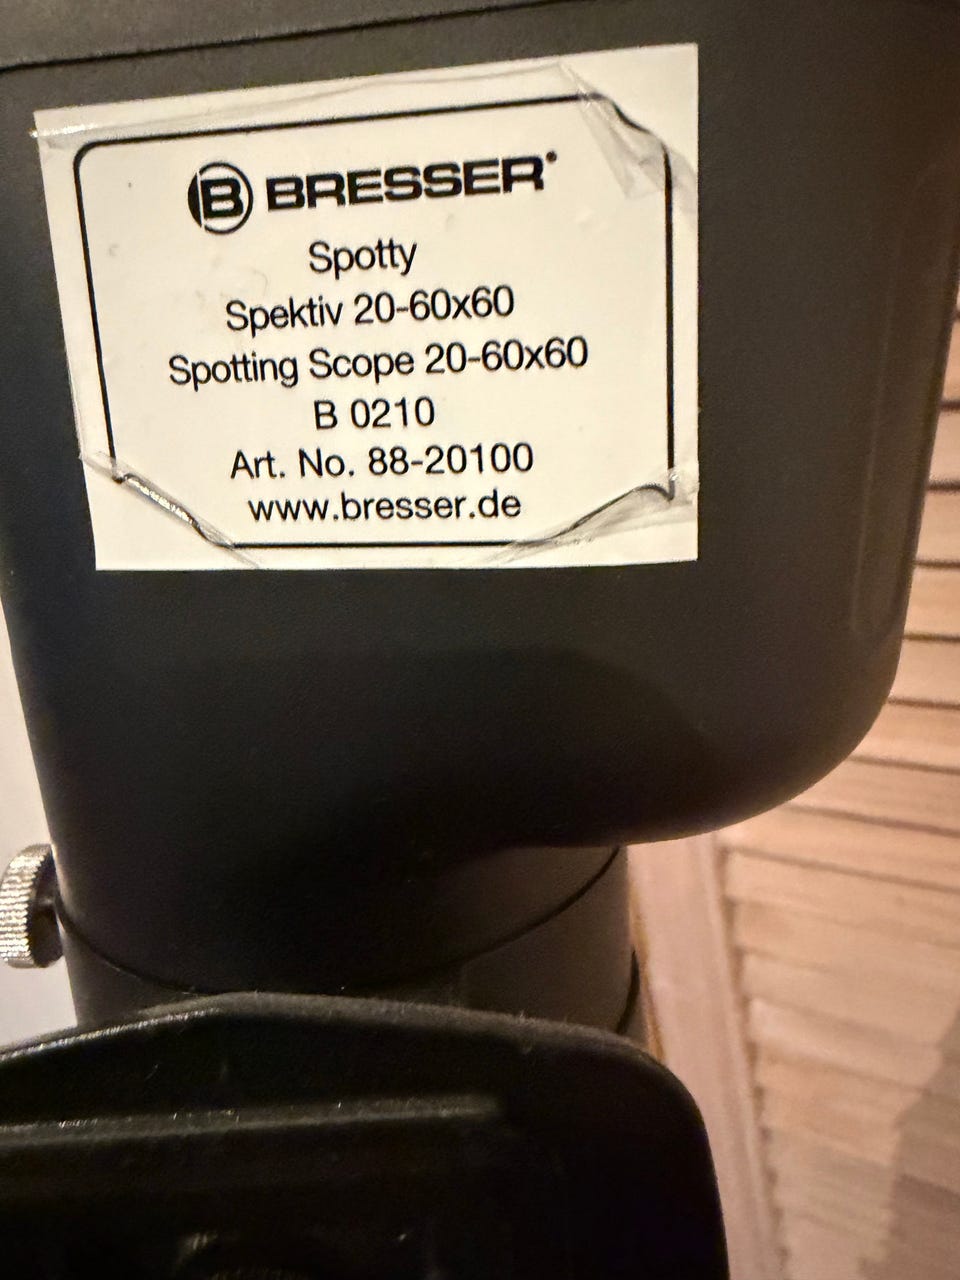 B BRESSER
Spotty
Spektiv 20-60x60
Spotting Scope 20-60x60
B 0210
Art. No. 88-20100
www.bresser.de